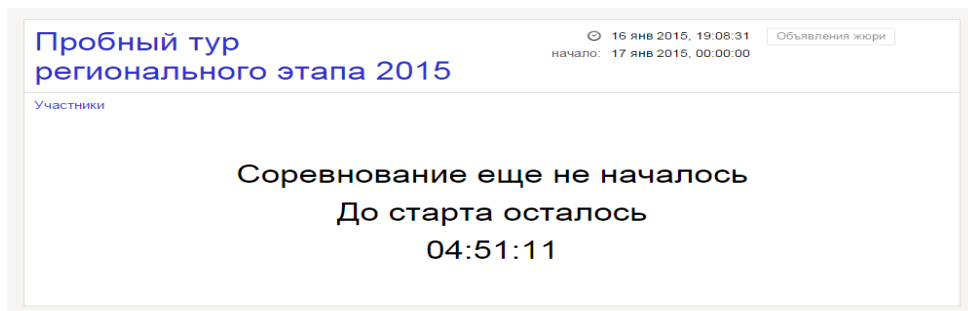 Пробный тур
регионального этапа 2015
16 янв 2015, 19:08:31 Объявления жюри
начало: 17 янв 2015, 00:00:00
Участники
Соревнование еще не началось
До старта осталось
04:51:11